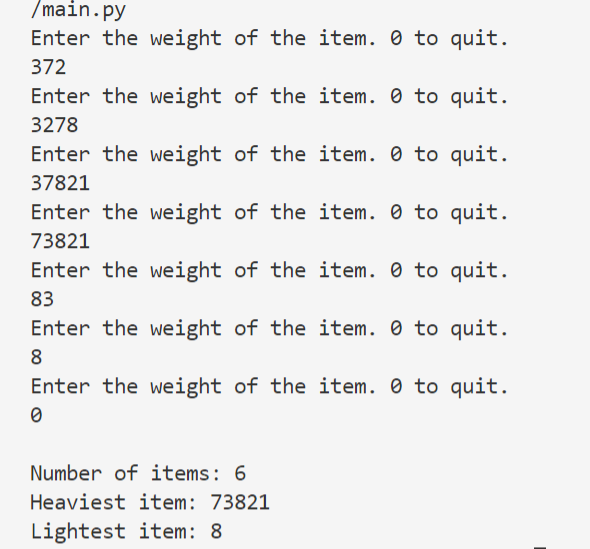 /main.py
Enter the weight of the item. 0 to quit.
372
Enter the weight of the item. 0 to quit.
3278
Enter the weight of the item. 0 to quit.
37821
Enter the weight of the item. 0 to quit.
73821
Enter the weight of the item. 0 to quit.
83
Enter the weight of the item. 0 to quit.
8
Enter the weight of the item. 0 to quit.
0
Number of items: 6
Heaviest item: 73821
Lightest item: 8